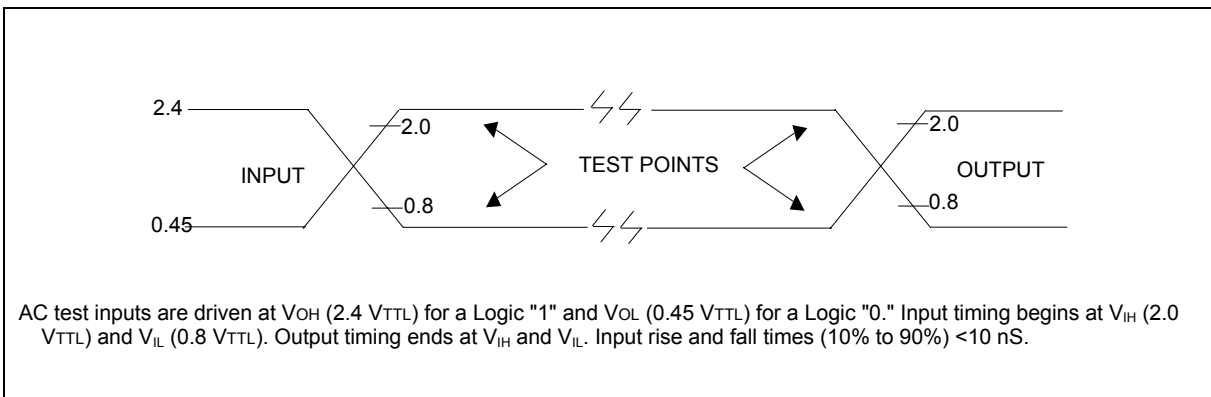 2.4
2.0
2.0
INPUT
TEST POINTS
OUTPUT
0.8
0.8
0.45
AC test inputs are driven at VOH (2.4 VTTL) for a Logic "1" and VOL (0.45 VTTL) for a Logic "0." Input timing begins at VIH (2.0
VTTL) and VIL (0.8 VTTL). Output timing ends at VIH and VIL. Input rise and fall times (10% to 90%) <10 nS.